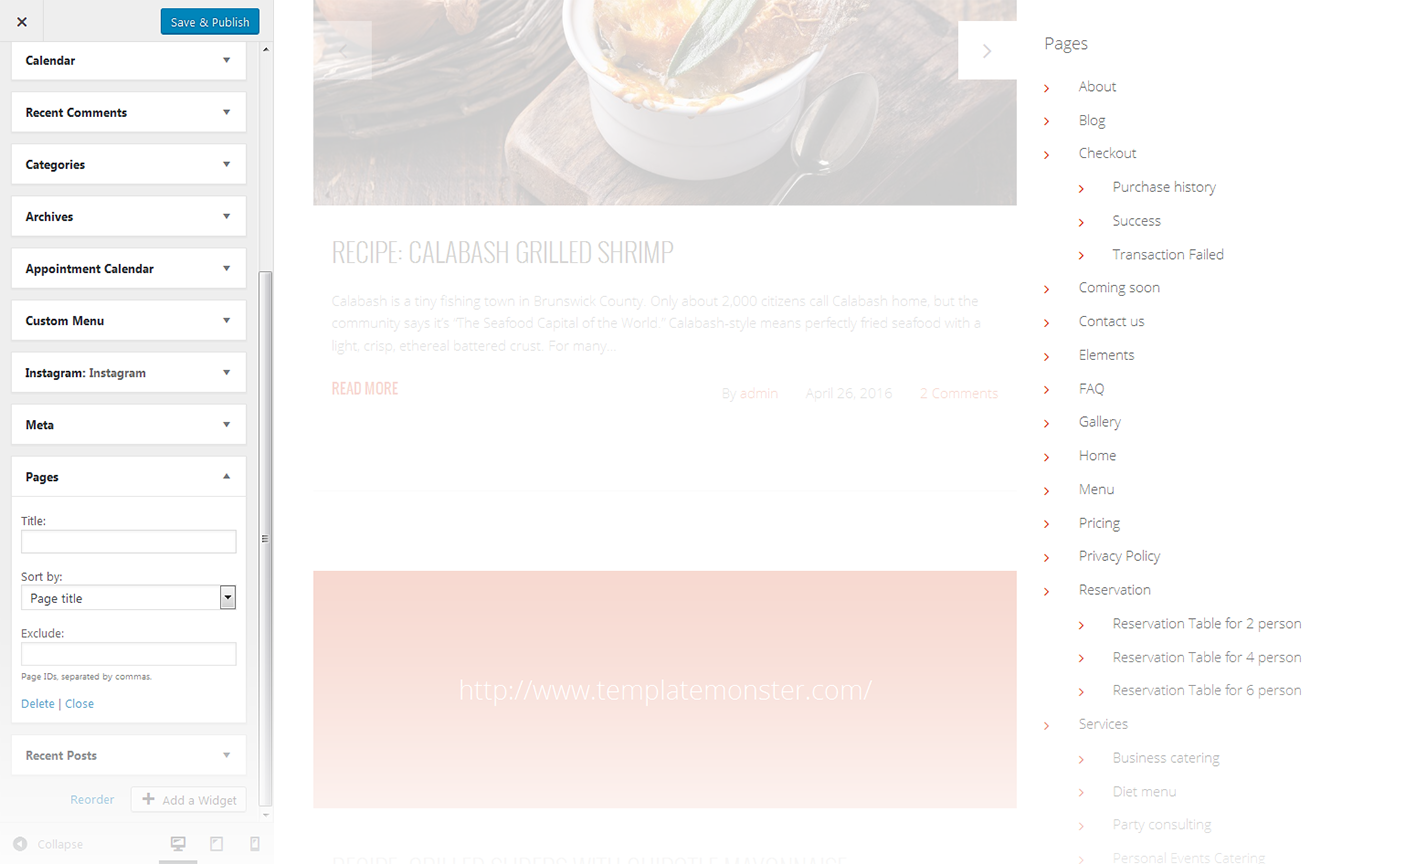 Save & Publish
Calendar
Recent Comments
Categories
Archives
Appointment Calendar
Custom Menu
Instagram: Instagram
Meta
Pages
Title:
Sort by:
Page title
Exclude:
Page IDs, separated by commas.
Delete | Close
Recent Posts
Reorder
Add a Widget
Collapse
RECIPE: CALABASH GRILLED SHRIMP
Calabash is a tiny fishing town in Brunswick County. Only about 2,000 citizens call Calabash home, but the
community says it's “The Seafood Capital of the World.” Calabash-style means perfectly fried seafood with a
light, crisp, ethereal battered crust. For many...
READ MORE
By admin April 26, 2016 2 Comments
http://www.templatemonster.com/
RECIPE: GRILLED SLIDERS WITH CHIPOTLE MAYONNAISE
Pages
About
Blog
Checkout
Purchase history
Success
Transaction Failed
Coming soon
Contact us
Elements
FAQ
Gallery
Home
Menu
Pricing
Privacy Policy
Reservation
Reservation Table for 2 person
Reservation Table for 4 person
Reservation Table for 6 person
Services
Business catering
Diet menu
Party consulting
Personal Events Catering